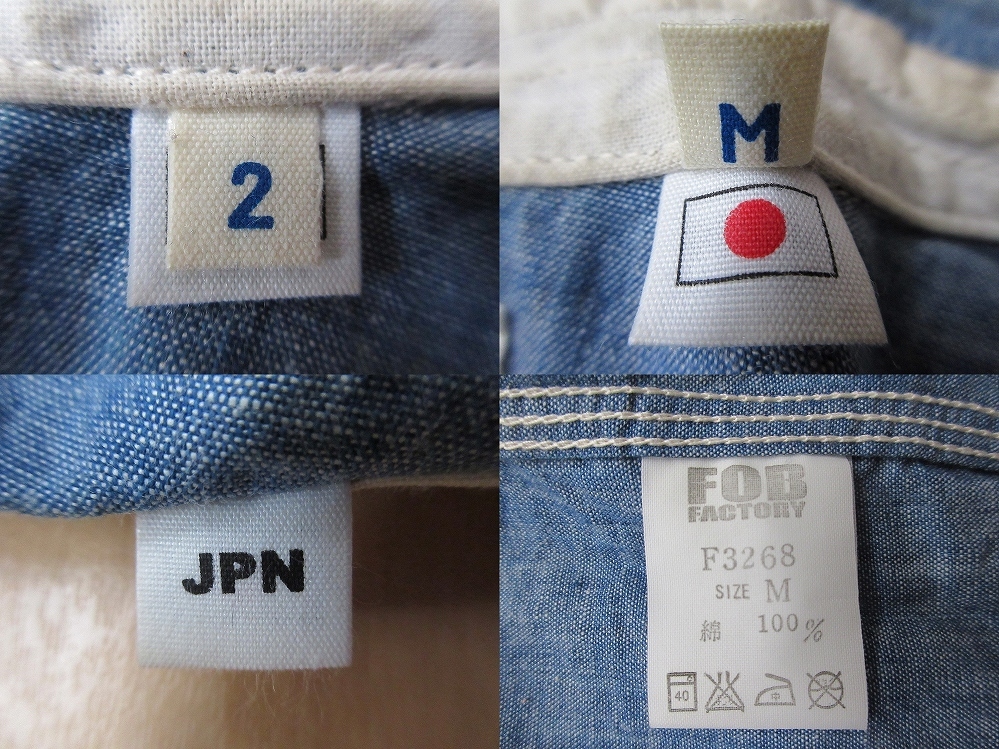 2
M
JPN
FOB
FACTORY
F3268
SIZE M
綿 100%
40 中